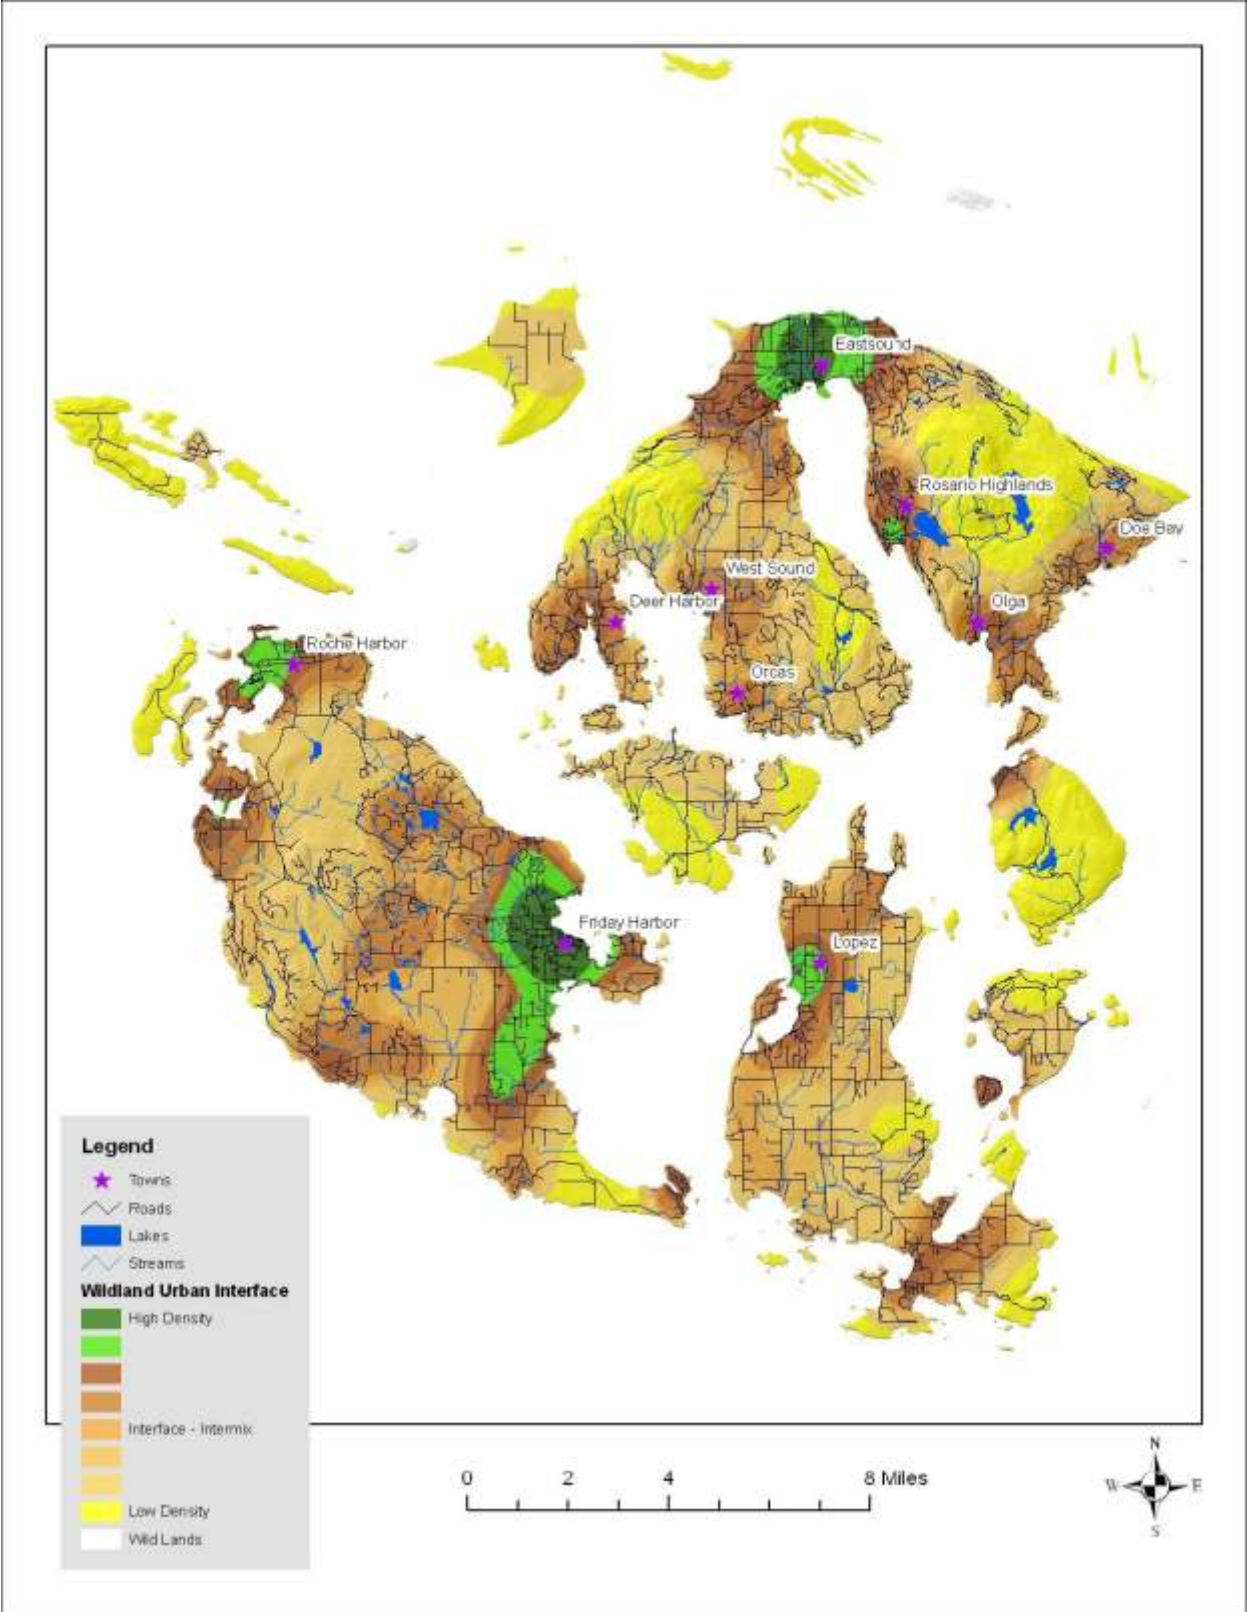 Eastsound
Rosario Highlands
Doe Bay
West Sound
Deer Harbor
Olga
Roche Harbor
Orcas
Friday Harbor
Lopez
Legend
Towns
Roads
Lakes
Streams
Wildland Urban Interface
High Density
Interface - Intermix
Low Density
Wild Lands
0 2 4 8 Miles
N
W E
S